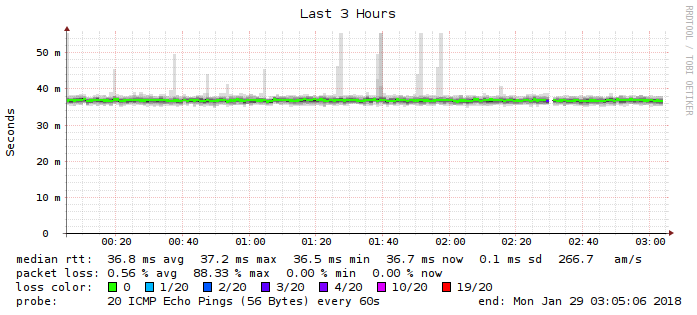 Last 3 Hours
RRDTOOL / TOBI OETIKER
Seconds
50 m
40 m
30 m
20 m
10 m
0
00:20 00:40 01:00 01:20 01:40 02:00 02:20 02:40 03:00
median rtt: 36.8 ms avg 37.2 ms max 36.5 ms min 36.7 ms now 0.1 ms sd 266.7 am/s
packet loss: 0.56 % avg 88.33 % max 0.00 % min 0.00 % now
loss color: 0 1/20 2/20 3/20 4/20 10/20 19/20
probe: 20 ICMP Echo Pings (56 Bytes) every 60s end: Mon Jan 29 03:05:06 2018